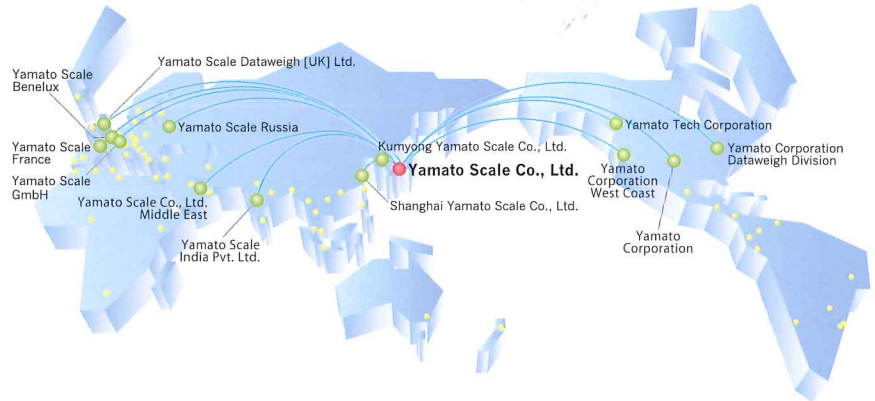 Yamato Scale Dataweigh [UK] Ltd.
Yamato Scale
Benelux
Yamato Scale Russia
Yamato Scale
France
Yamato Scale
GmbH
Yamato Scale Co., Ltd.
Middle East
Yamato Scale
India Pvt. Ltd.
Kumyong Yamato Scale Co., Ltd.
Yamato Scale Co., Ltd.
Shanghai Yamato Scale Co., Ltd.
Yamato Tech Corporation
Yamato
Corporation
West Coast
Yamato Corporation
Dataweigh Division
Yamato
Corporation